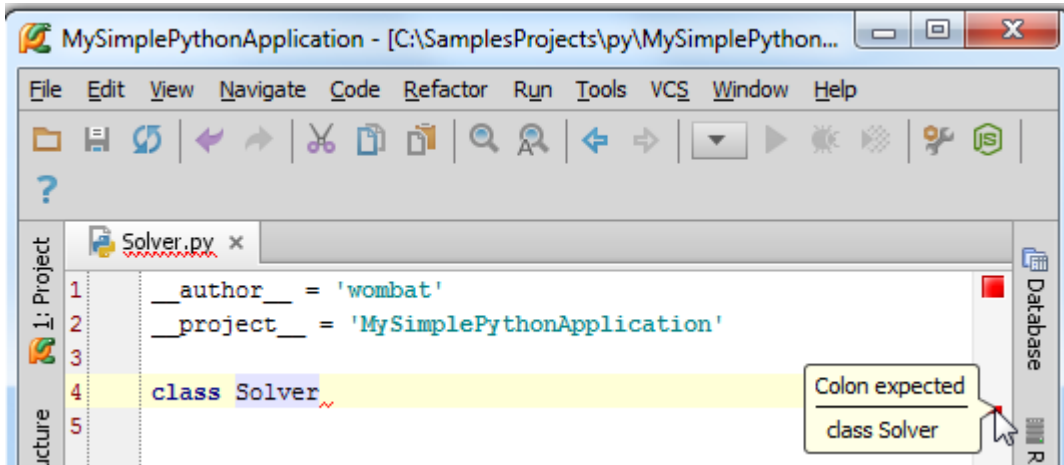 MySimplePythonApplication - [C:\SamplesProjects\py\MySimplePython...
File Edit View Navigate Code Refactor Run Tools VCS Window Help
?
Solver.py
1: Project
Database
1 __author__ = 'wombat'
2 __project__ = 'MySimplePythonApplication'
3
4 class Solver
5
Colon expected
class Solver
ucture
R